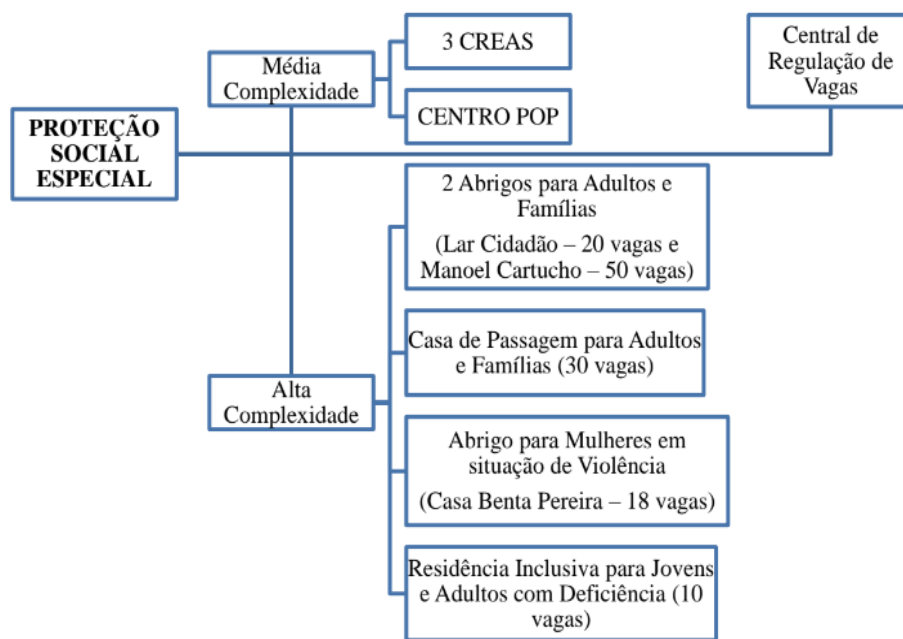 PROTEÇÃO
SOCIAL
ESPECIAL
Média
Complexidade
3 CREAS
CENTRO POP
Central de
Regulação de
Vagas
Alta
Complexidade
2 Abrigos para Adultos e
Famílias
(Lar Cidadão – 20 vagas e
Manoel Cartucho – 50 vagas)
Casa de Passagem para Adultos
e Famílias (30 vagas)
Abrigo para Mulheres em
situação de Violência
(Casa Benta Pereira – 18 vagas)
Residência Inclusiva para Jovens
e Adultos com Deficiência (10
vagas)